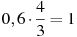 0,6 · 4/3 = 1